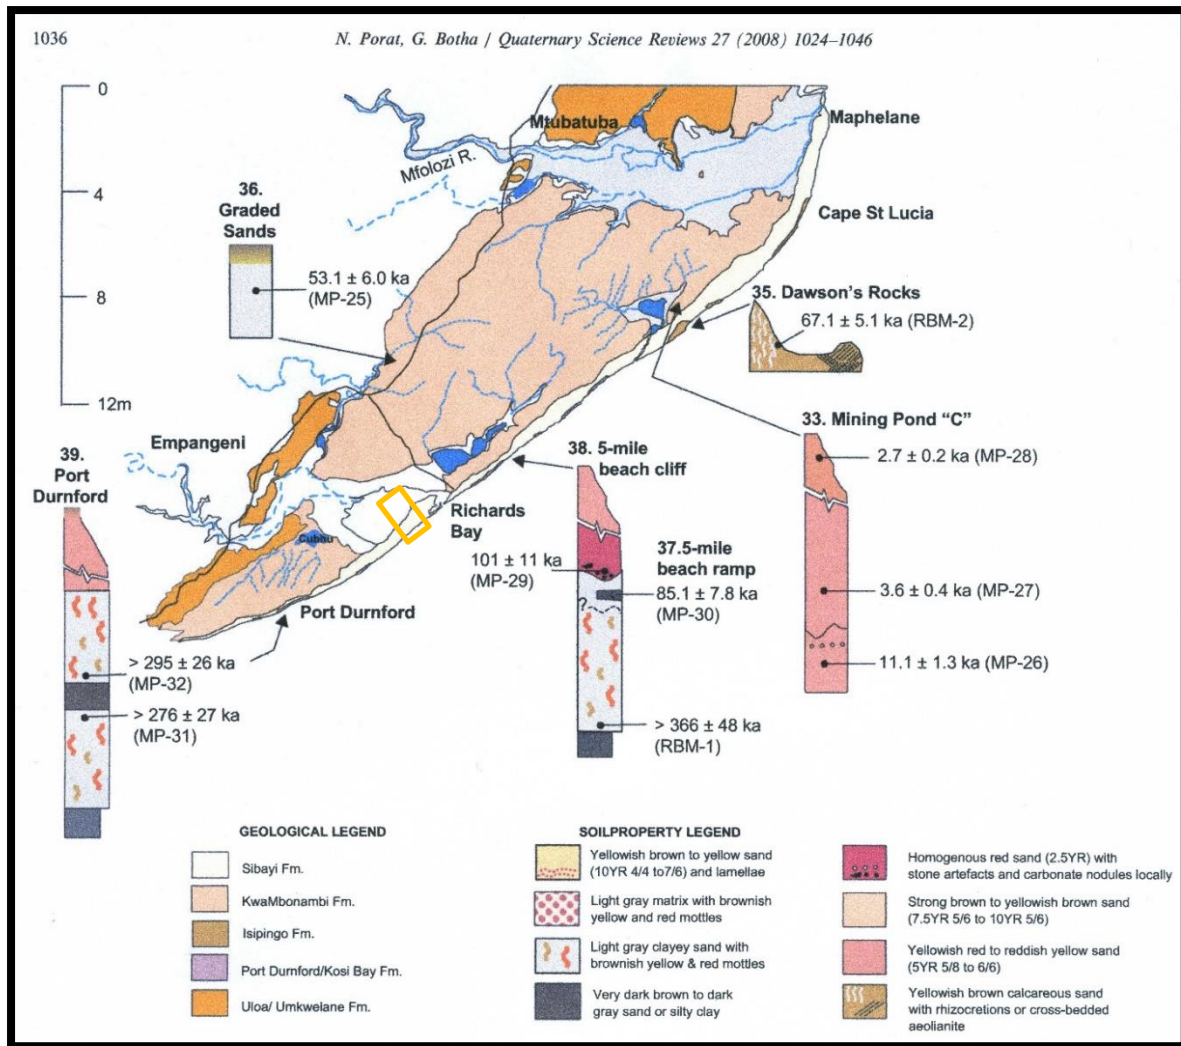 1036
N. Porat, G. Botha / Quaternary Science Reviews 27 (2008) 1024–1046
0
4
8
12m
Mtubatuba
Maphelane
Mfolozi R.
Cape St Lucia
36.
Graded
Sands
53.1 ± 6.0 ka
(MP-25)
35. Dawson's Rocks
67.1 ± 5.1 ka (RBM-2)
33. Mining Pond "C"
2.7 ± 0.2 ka (MP-28)
3.6 ± 0.4 ka (MP-27)
11.1 ± 1.3 ka (MP-26)
Empangeni
39.
Port
Durnford
38. 5-mile
beach cliff
Richards
Bay
101 ± 11 ka
(MP-29)
37.5-mile
beach ramp
85.1 ± 7.8 ka
(MP-30)
?
> 366 ± 48 ka
(RBM-1)
Cubhu
Port Durnford
> 295 ± 26 ka
(MP-32)
> 276 ± 27 ka
(MP-31)
GEOLOGICAL LEGEND
Sibayi Fm.
KwaMbonambi Fm.
Isipingo Fm.
Port Durnford/Kosi Bay Fm.
Uloa/ Umkwelane Fm.
SOILPROPERTY LEGEND
Yellowish brown to yellow sand
(10YR 4/4 to7/6) and lamellae
Light gray matrix with brownish
yellow and red mottles
Light gray clayey sand with
brownish yellow & red mottles
Very dark brown to dark
gray sand or silty clay
Homogenous red sand (2.5YR) with
stone artefacts and carbonate nodules locally
Strong brown to yellowish brown sand
(7.5YR 5/6 to 10YR 5/6)
Yellowish red to reddish yellow sand
(5YR 5/8 to 6/6)
Yellowish brown calcareous sand
with rhizocretions or cross-bedded
aeolianite